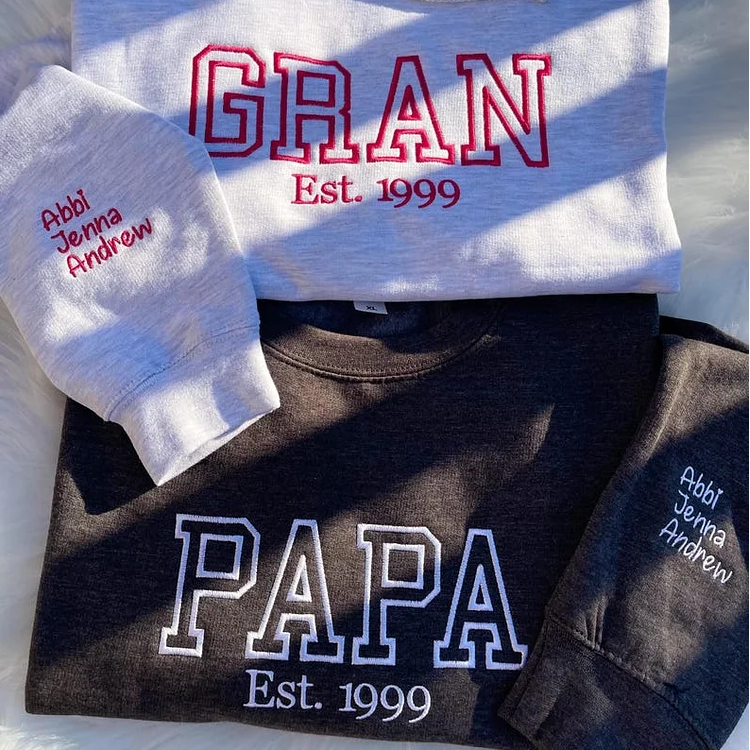 GRAN
Est. 1999
Abbi
Jenna
Andrew
XL
PAPA
Est. 1999
Abbi
Jenna
Andrew